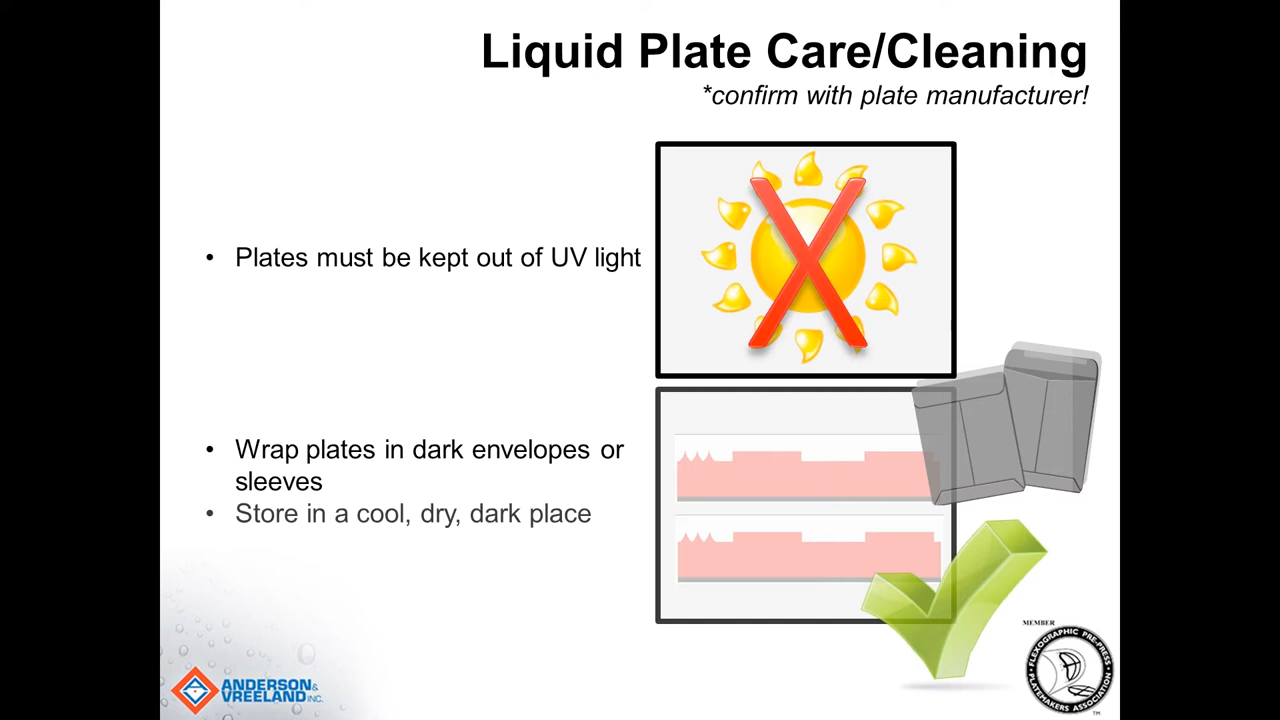 Liquid Plate Care/Cleaning
*confirm with plate manufacturer!
• Plates must be kept out of UV light
• Wrap plates in dark envelopes or
sleeves
• Store in a cool, dry, dark place
ANDERSON &
VREELAND INC.
MEMBER
FLEXOGRAPHIC PRE-PRESS
PLATEMAKERS ASSOCIATION
TM